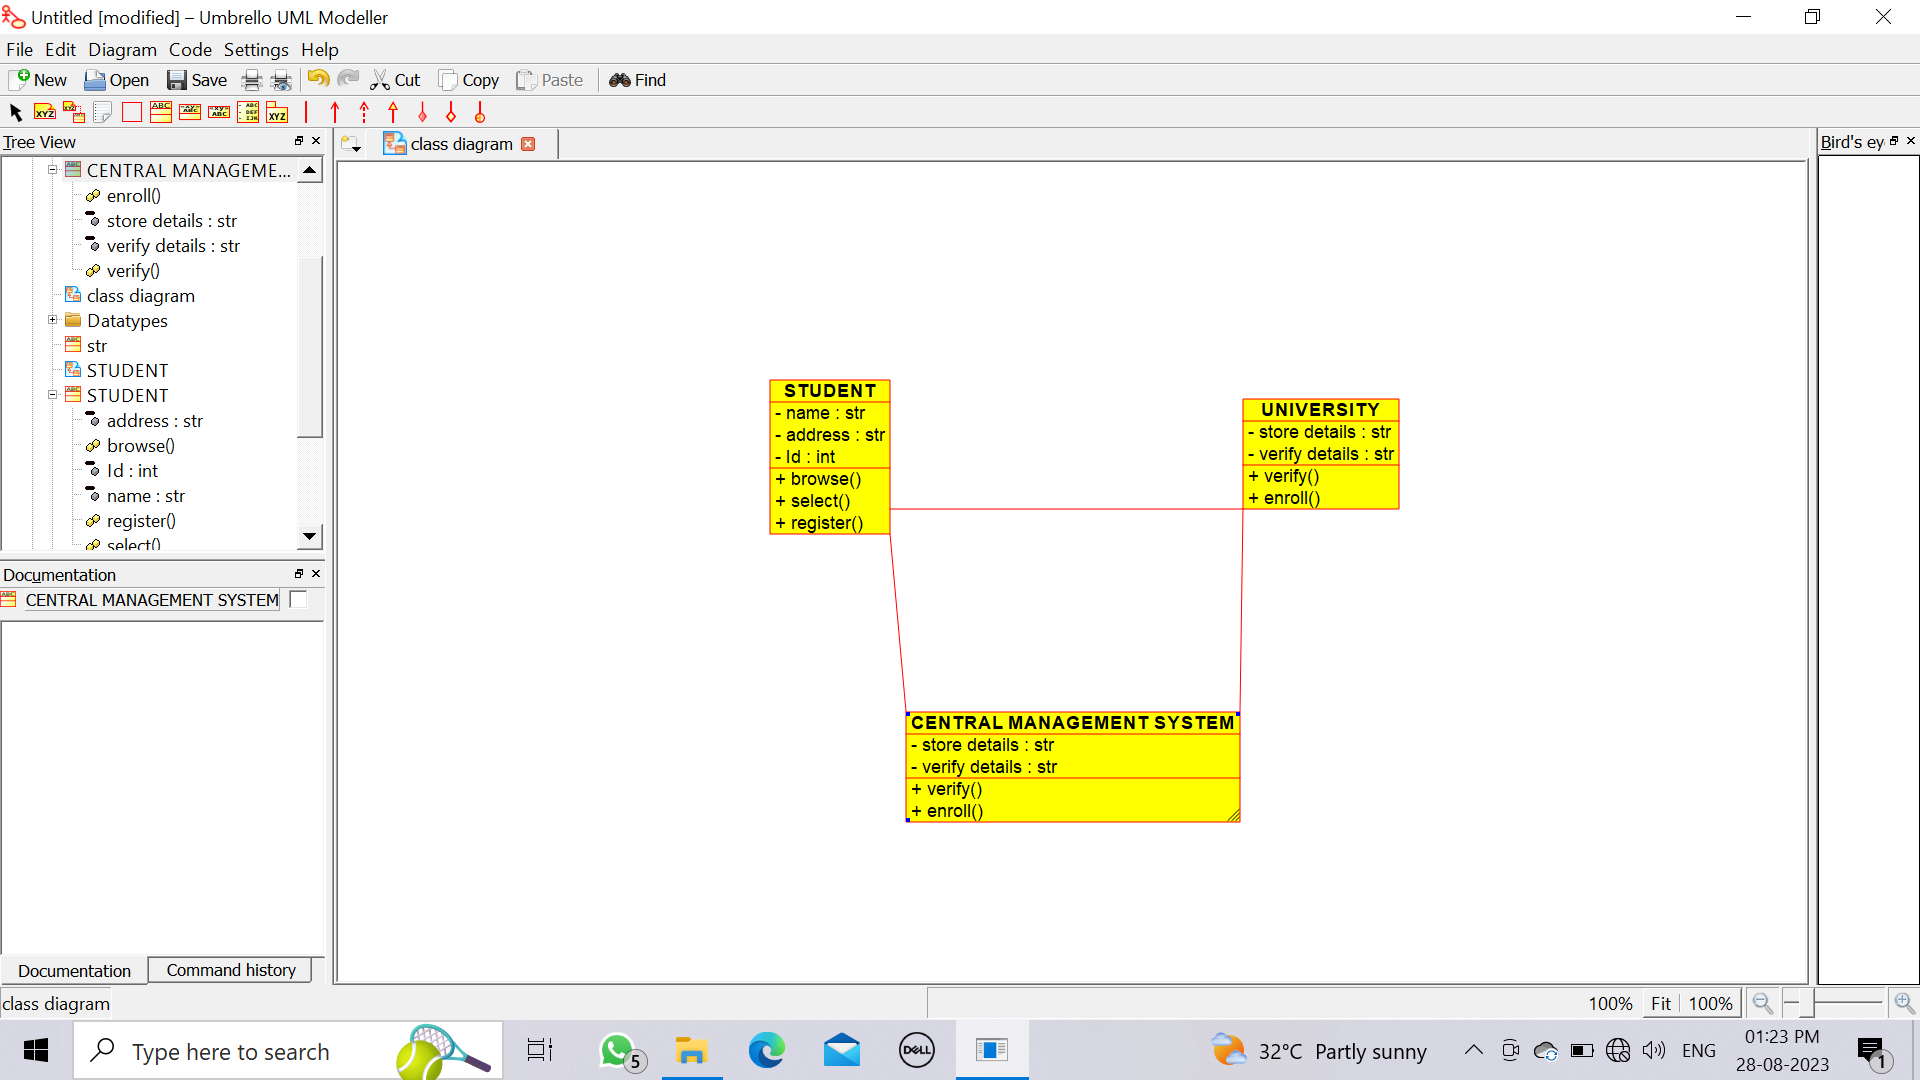 Untitled [modified] – Umbrello UML Modeller
File Edit Diagram Code Settings Help
New Open Save Cut Copy Paste Find
Tree View
class diagram
Bird's ey
CENTRAL MANAGEME...
enroll()
store details : str
verify details : str
verify()
class diagram
Datatypes
str
STUDENT
STUDENT
address : str
browse()
Id : int
name : str
register()
select()
STUDENT
- name : str
- address : str
- Id : int
+ browse()
+ select()
+ register()
UNIVERSITY
- store details : str
- verify details : str
+ verify()
+ enroll()
CENTRAL MANAGEMENT SYSTEM
- store details : str
- verify details : str
+ verify()
+ enroll()
Documentation
CENTRAL MANAGEMENT SYSTEM
Documentation Command history
class diagram
100% Fit 100%
Type here to search
5
DELL
32°C Partly sunny
ENG
01:23 PM
28-08-2023
1